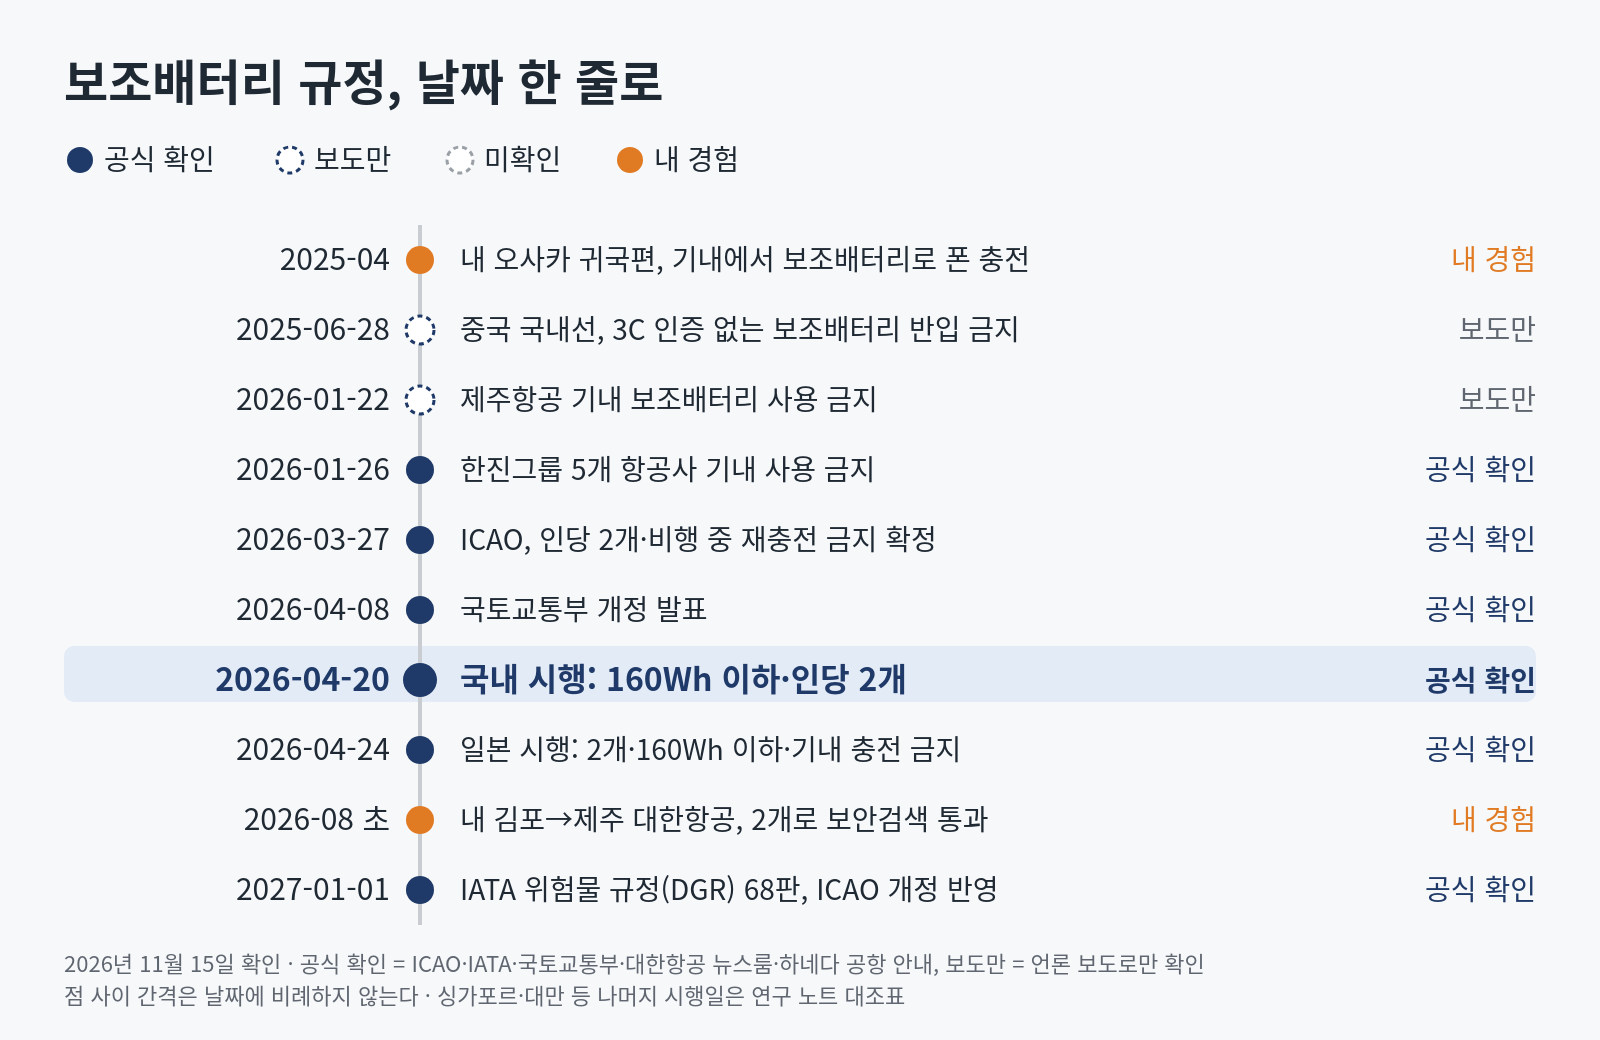 보조배터리 규정, 날짜 한 줄로
공식 확인 보도만 미확인 내 경험
2025-04 내 오사카 귀국편, 기내에서 보조배터리로 폰 충전 내 경험
2025-06-28 중국 국내선, 3C 인증 없는 보조배터리 반입 금지 보도만
2026-01-22 제주항공 기내 보조배터리 사용 금지 보도만
2026-01-26 한진그룹 5개 항공사 기내 사용 금지 공식 확인
2026-03-27 ICAO, 인당 2개·비행 중 재충전 금지 확정 공식 확인
2026-04-08 국토교통부 개정 발표 공식 확인
2026-04-20 국내 시행: 160Wh 이하·인당 2개 공식 확인
2026-04-24 일본 시행: 2개·160Wh 이하·기내 충전 금지 공식 확인
2026-08 초 내 김포→제주 대한항공, 2개로 보안검색 통과 내 경험
2027-01-01 IATA 위험물 규정(DGR) 68판, ICAO 개정 반영 공식 확인
2026년 11월 15일 확인 · 공식 확인 = ICAO·IATA·국토교통부·대한항공 뉴스룸·하네다 공항 안내, 보도만 = 언론 보도로만 확인
점 사이 간격은 날짜에 비례하지 않는다 · 싱가포르·대만 등 나머지 시행일은 연구 노트 대조표